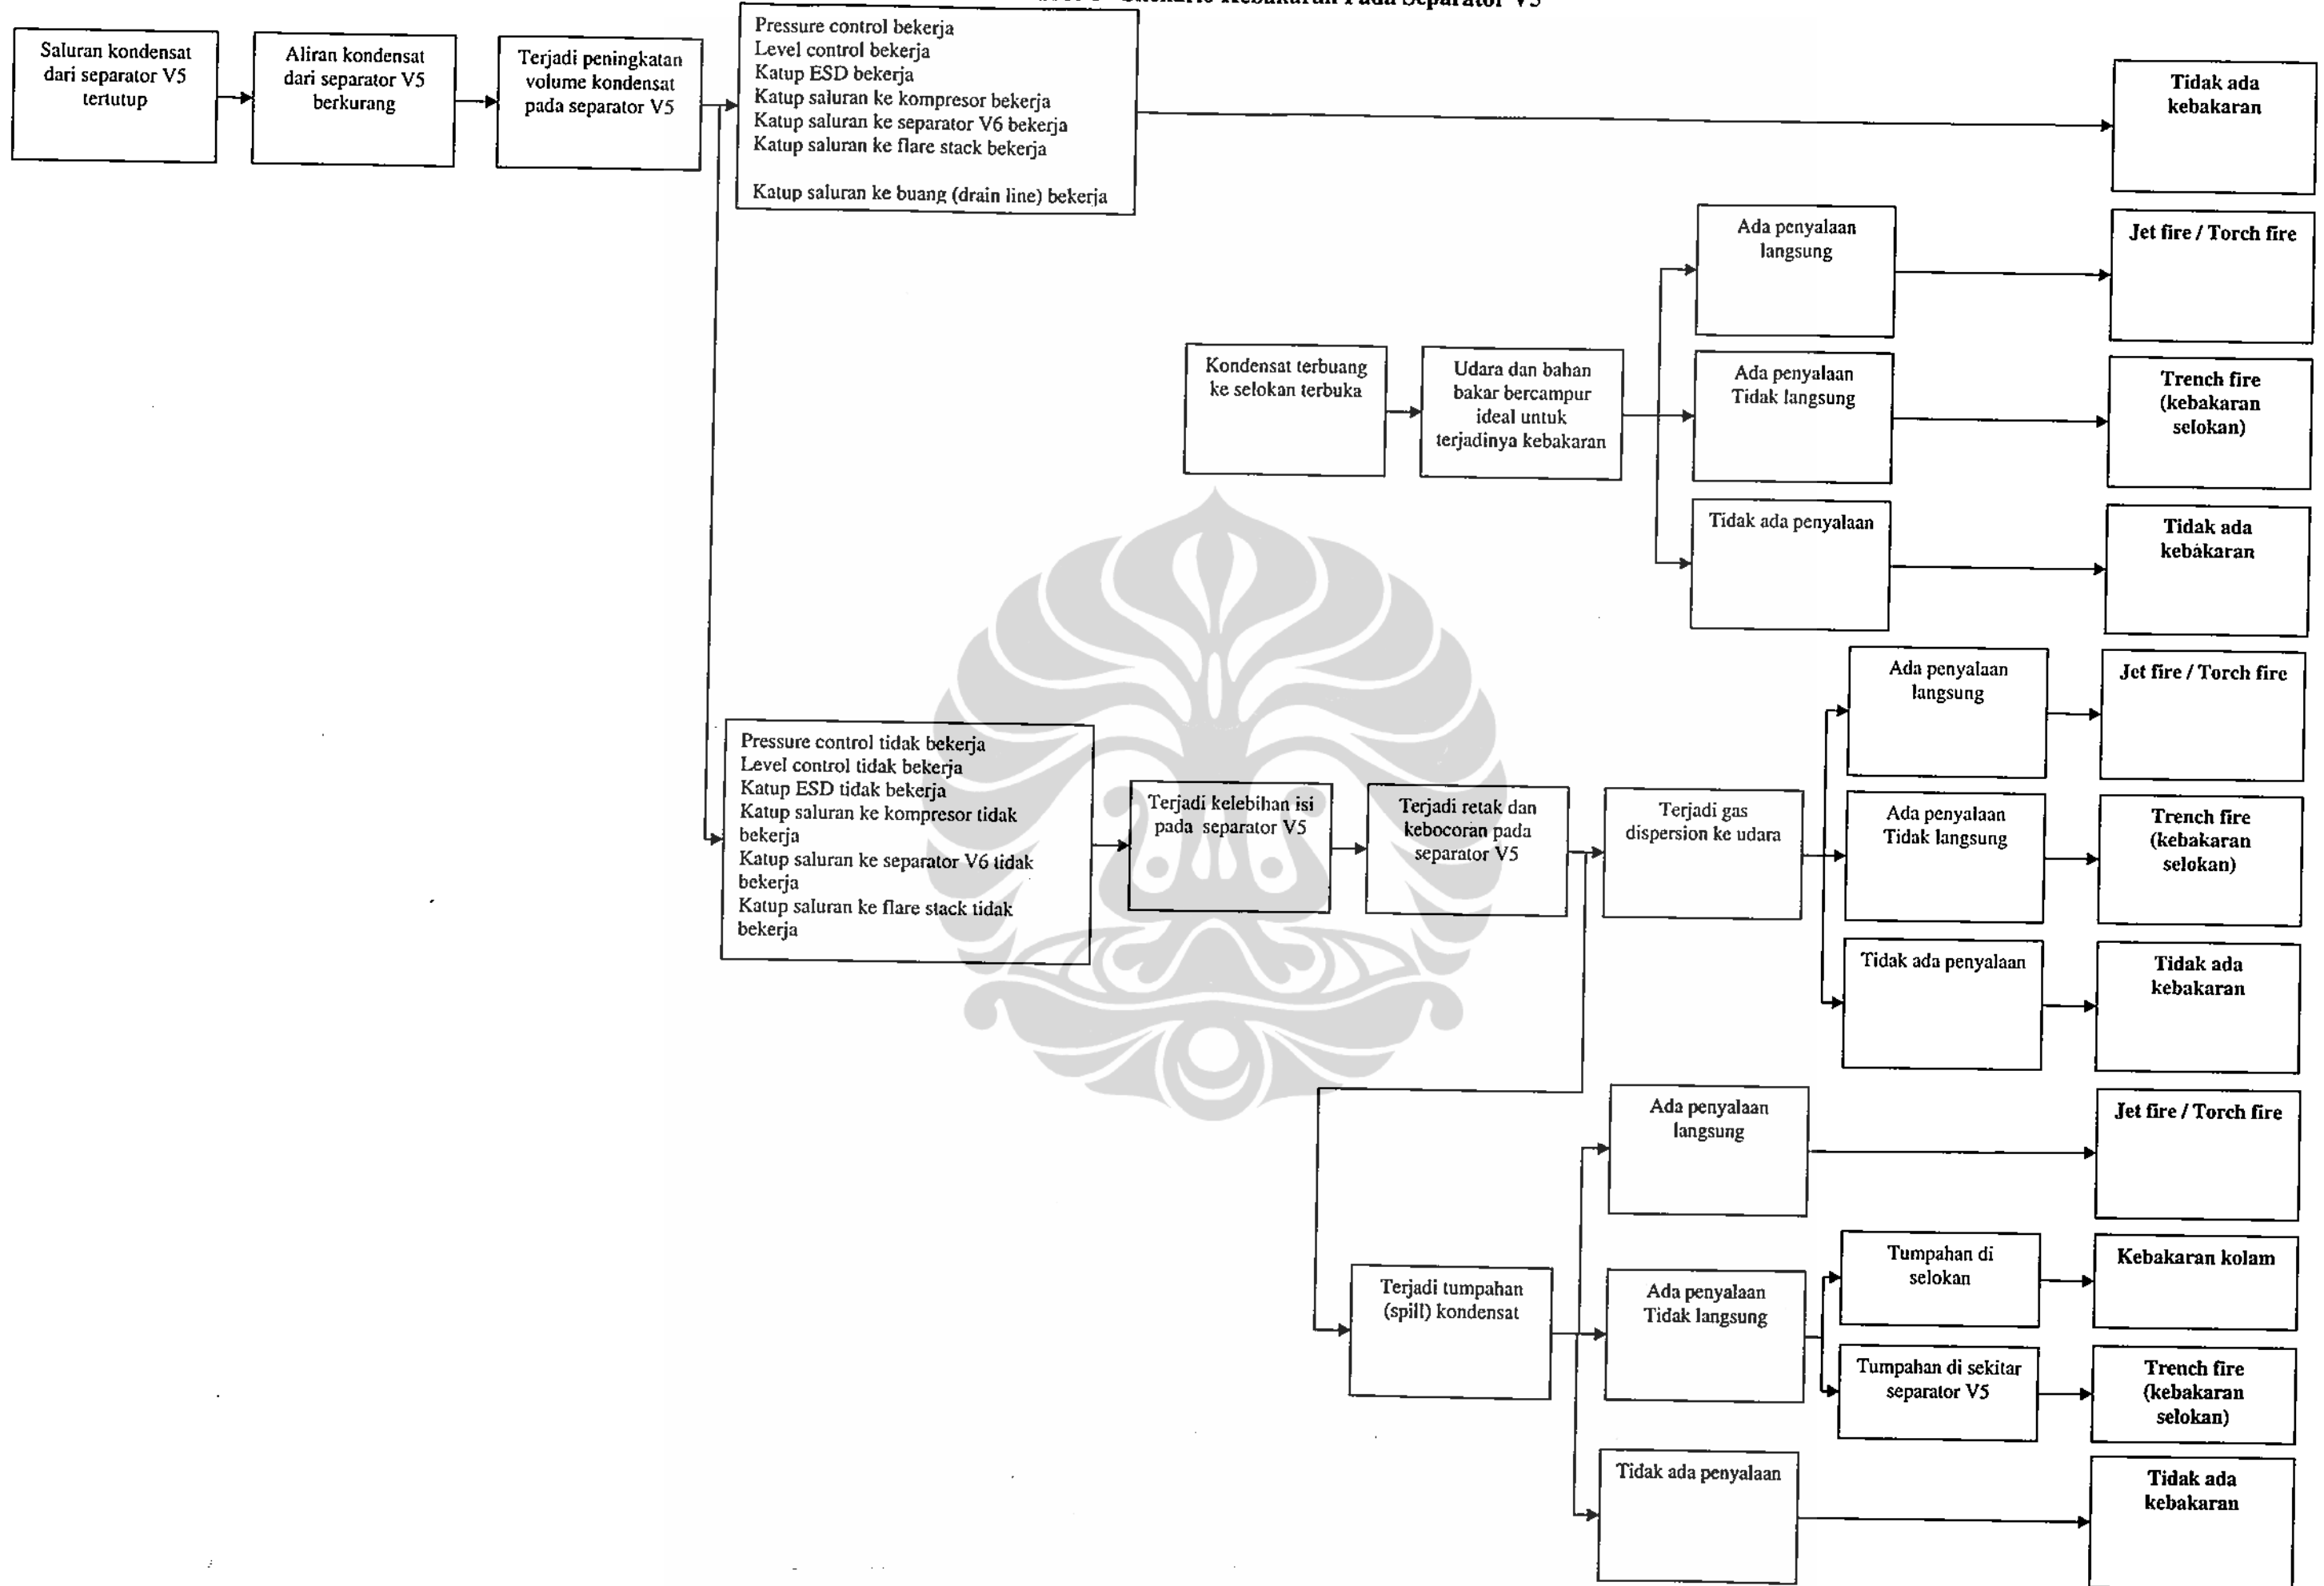 Skenario Kebakaran Pada Separator V5
Saluran kondensat
dari separator V5
tertutup
Aliran kondensat
dari separator V5
berkurang
Terjadi peningkatan
volume kondensat
pada separator V5
Pressure control bekerja
Level control bekerja
Katup ESD bekerja
Katup saluran ke kompresor bekerja
Katup saluran ke separator V6 bekerja
Katup saluran ke flare stack bekerja
Katup saluran ke buang (drain line) bekerja
Tidak ada
kebakaran
Kondensat terbuang
ke selokan terbuka
Udara dan bahan
bakar bercampur
ideal untuk
terjadinya kebakaran
Ada penyalaan
langsung
Jet fire / Torch fire
Ada penyalaan
Tidak langsung
Trench fire
(kebakaran
selokan)
Tidak ada penyalaan
Tidak ada
kebakaran
Pressure control tidak bekerja
Level control tidak bekerja
Katup ESD tidak bekerja
Katup saluran ke kompresor tidak
bekerja
Katup saluran ke separator V6 tidak
bekerja
Katup saluran ke flare stack tidak
bekerja
Terjadi kelebihan isi
pada separator V5
Terjadi retak dan
kebocoran pada
separator V5
Terjadi gas
dispersion ke udara
Ada penyalaan
langsung
Jet fire / Torch fire
Ada penyalaan
Tidak langsung
Trench fire
(kebakaran
selokan)
Tidak ada penyalaan
Tidak ada
kebakaran
Terjadi tumpahan
(spill) kondensat
Ada penyalaan
langsung
Jet fire / Torch fire
Ada penyalaan
Tidak langsung
Tumpahan di
selokan
Kebakaran kolam
Tumpahan di sekitar
separator V5
Trench fire
(kebakaran
selokan)
Tidak ada penyalaan
Tidak ada
kebakaran